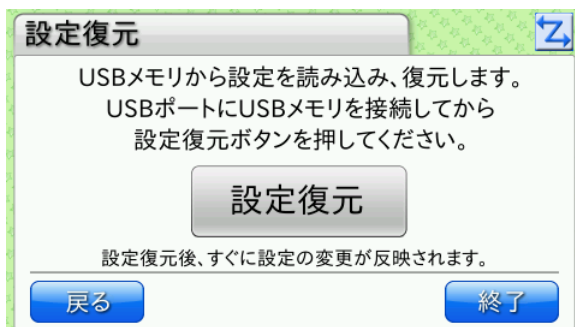 設定復元
Z
USBメモリから設定を読み込み、復元します。
USBポートにUSBメモリを接続してから
設定復元ボタンを押してください。
設定復元
設定復元後、すぐに設定の変更が反映されます。
戻る
終了